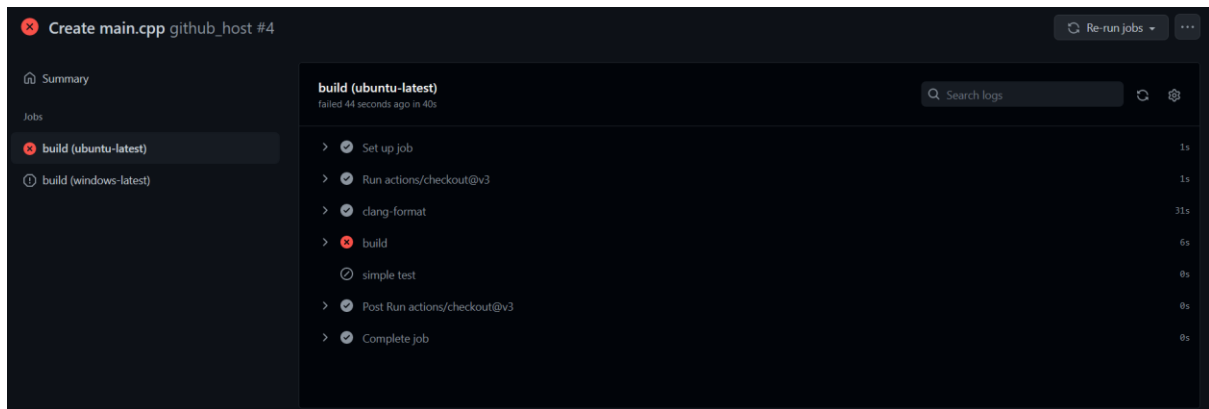 Create main.cpp github_host #4
Re-run jobs
Summary
Jobs
build (ubuntu-latest)
build (windows-latest)
build (ubuntu-latest)
failed 44 seconds ago in 40s
Search logs
Set up job 1s
Run actions/checkout@v3 1s
clang-format 31s
build 6s
simple test 0s
Post Run actions/checkout@v3 0s
Complete job 0s